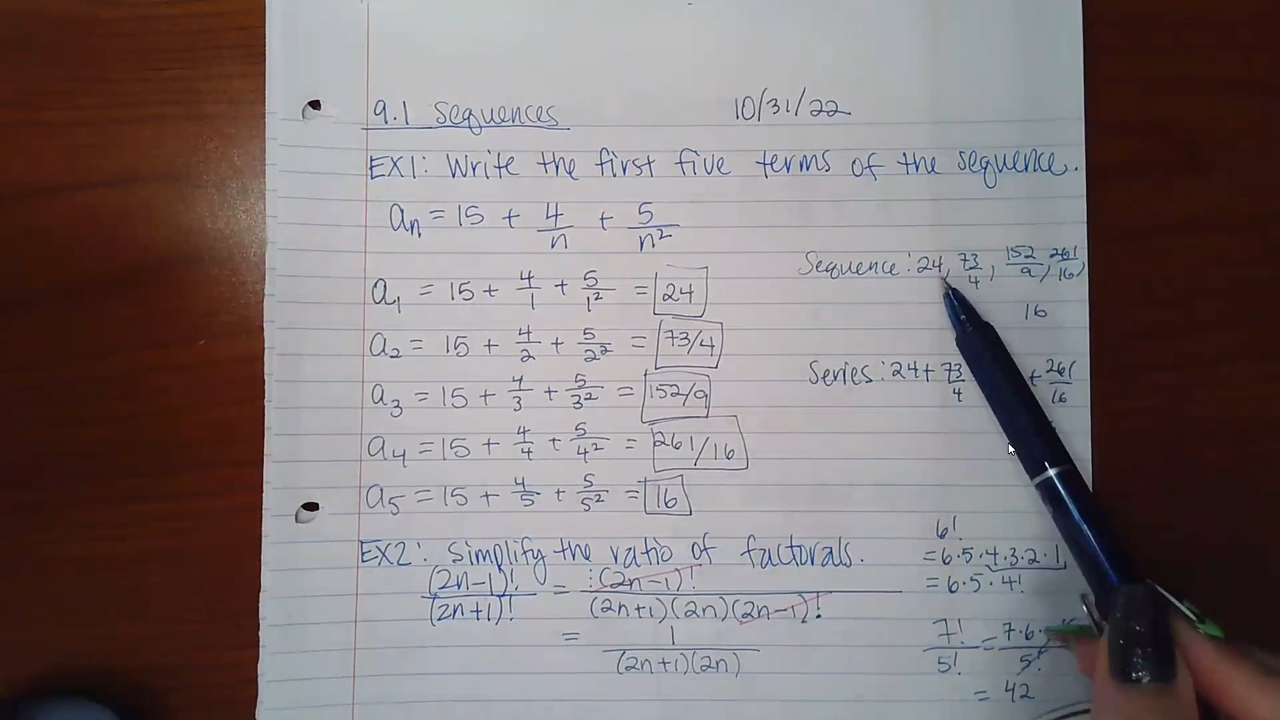 9.1 Sequences 10/31/22
EX1: Write the first five terms of the sequence.
aₙ = 15 + 4/n + 5/n²
a₁ = 15 + 4/1 + 5/1² = 24
a₂ = 15 + 4/2 + 5/2² = 73/4
a₃ = 15 + 4/3 + 5/3² = 152/9
a₄ = 15 + 4/4 + 5/4² = 261/16
a₅ = 15 + 4/5 + 5/5² = 16
Sequence: 24, 73/4, 152/9, 261/16,
16
Series: 24 + 73/4 + 261/16
EX2: Simplify the ratio of factorals.
(2n-1)!/(2n+1)! = (2n-1)!/(2n+1)(2n)(2n-1)!
= 1/(2n+1)(2n)
6!
= 6·5·4·3·2·1
= 6·5·4!
7!/5! = 7·6·/5!
= 42